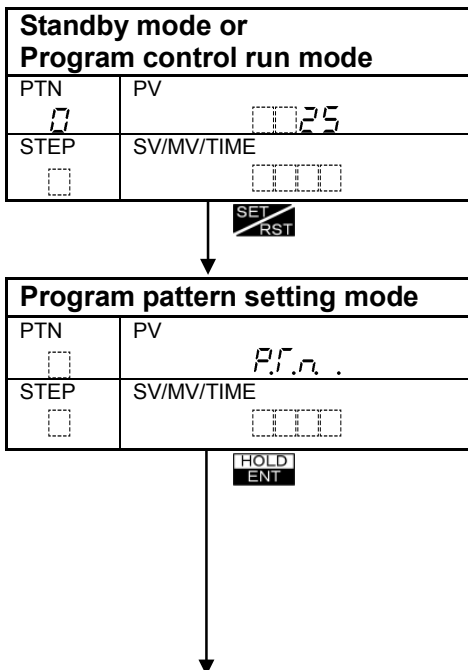 Standby mode or
Program control run mode
PTN PV
0 25
STEP SV/MV/TIME
SET
RST
Program pattern setting mode
PTN PV
P.T.n. .
STEP SV/MV/TIME
HOLD
ENT